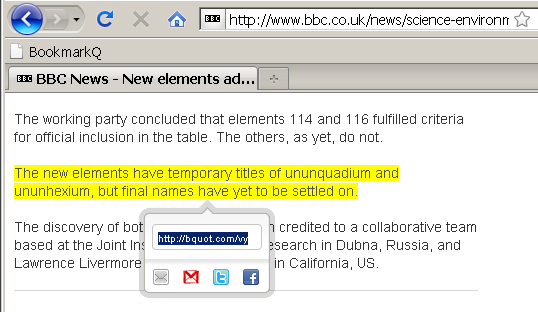 BBC http://www.bbc.co.uk/news/science-environm
BookmarkQ
BBC BBC News - New elements ad...
The working party concluded that elements 114 and 116 fulfilled criteria
for official inclusion in the table. The others, as yet, do not.
The new elements have temporary titles of ununquadium and
ununhexium, but final names have yet to be settled on.
The discovery of bot n credited to a collaborative team
based at the Joint Ins esearch in Dubna, Russia, and
Lawrence Livermore in California, US.
http://bquot.com/vy